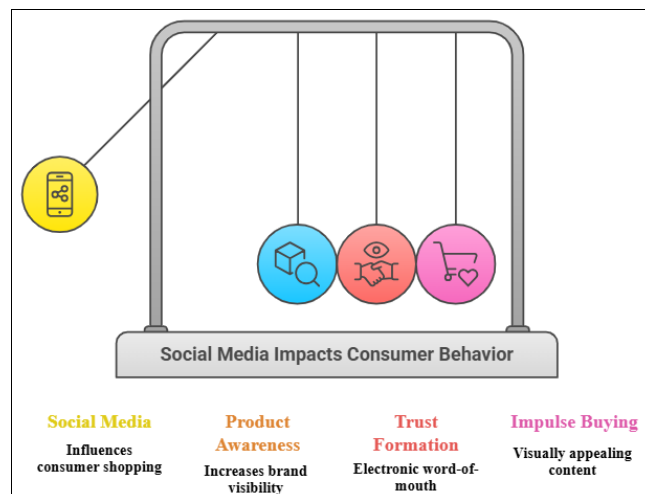 Social Media Impacts Consumer Behavior
Social Media
Influences
consumer shopping
Product
Awareness
Increases brand
visibility
Trust
Formation
Electronic word-of-
mouth
Impulse Buying
Visually appealing
content